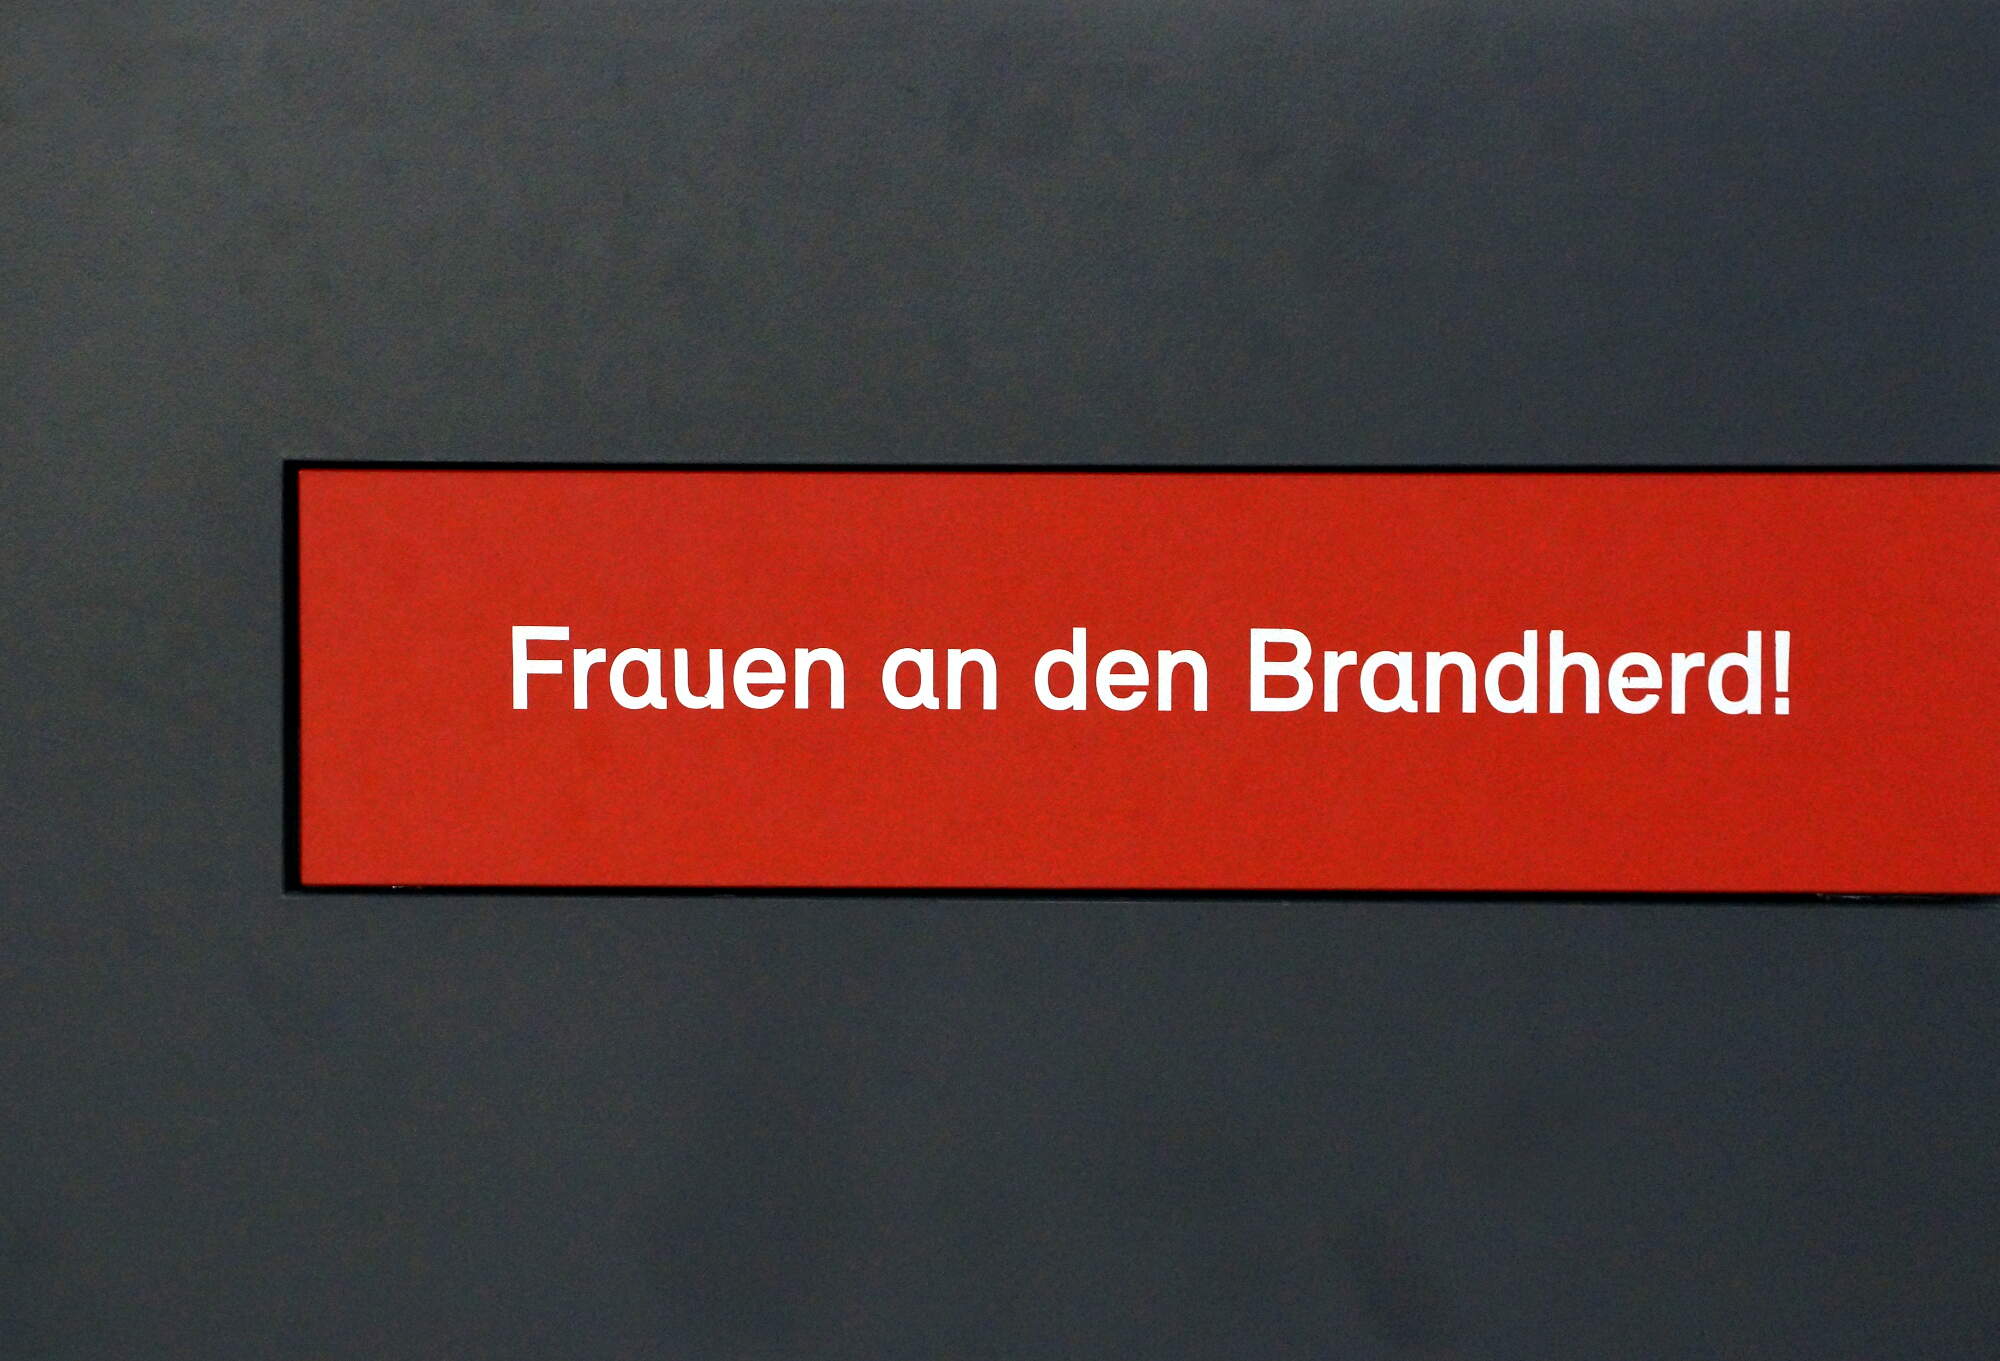 Frauen an den Brandherd!